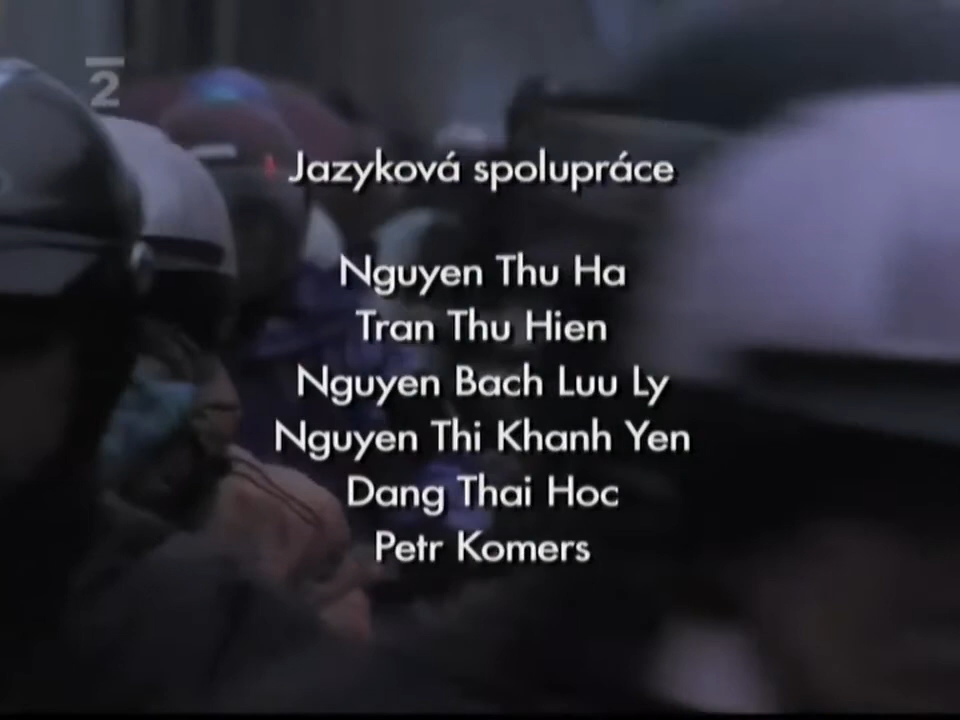 2
Jazyková spolupráce
Nguyen Thu Ha
Tran Thu Hien
Nguyen Bach Luu Ly
Nguyen Thi Khanh Yen
Dang Thai Hoc
Petr Komers